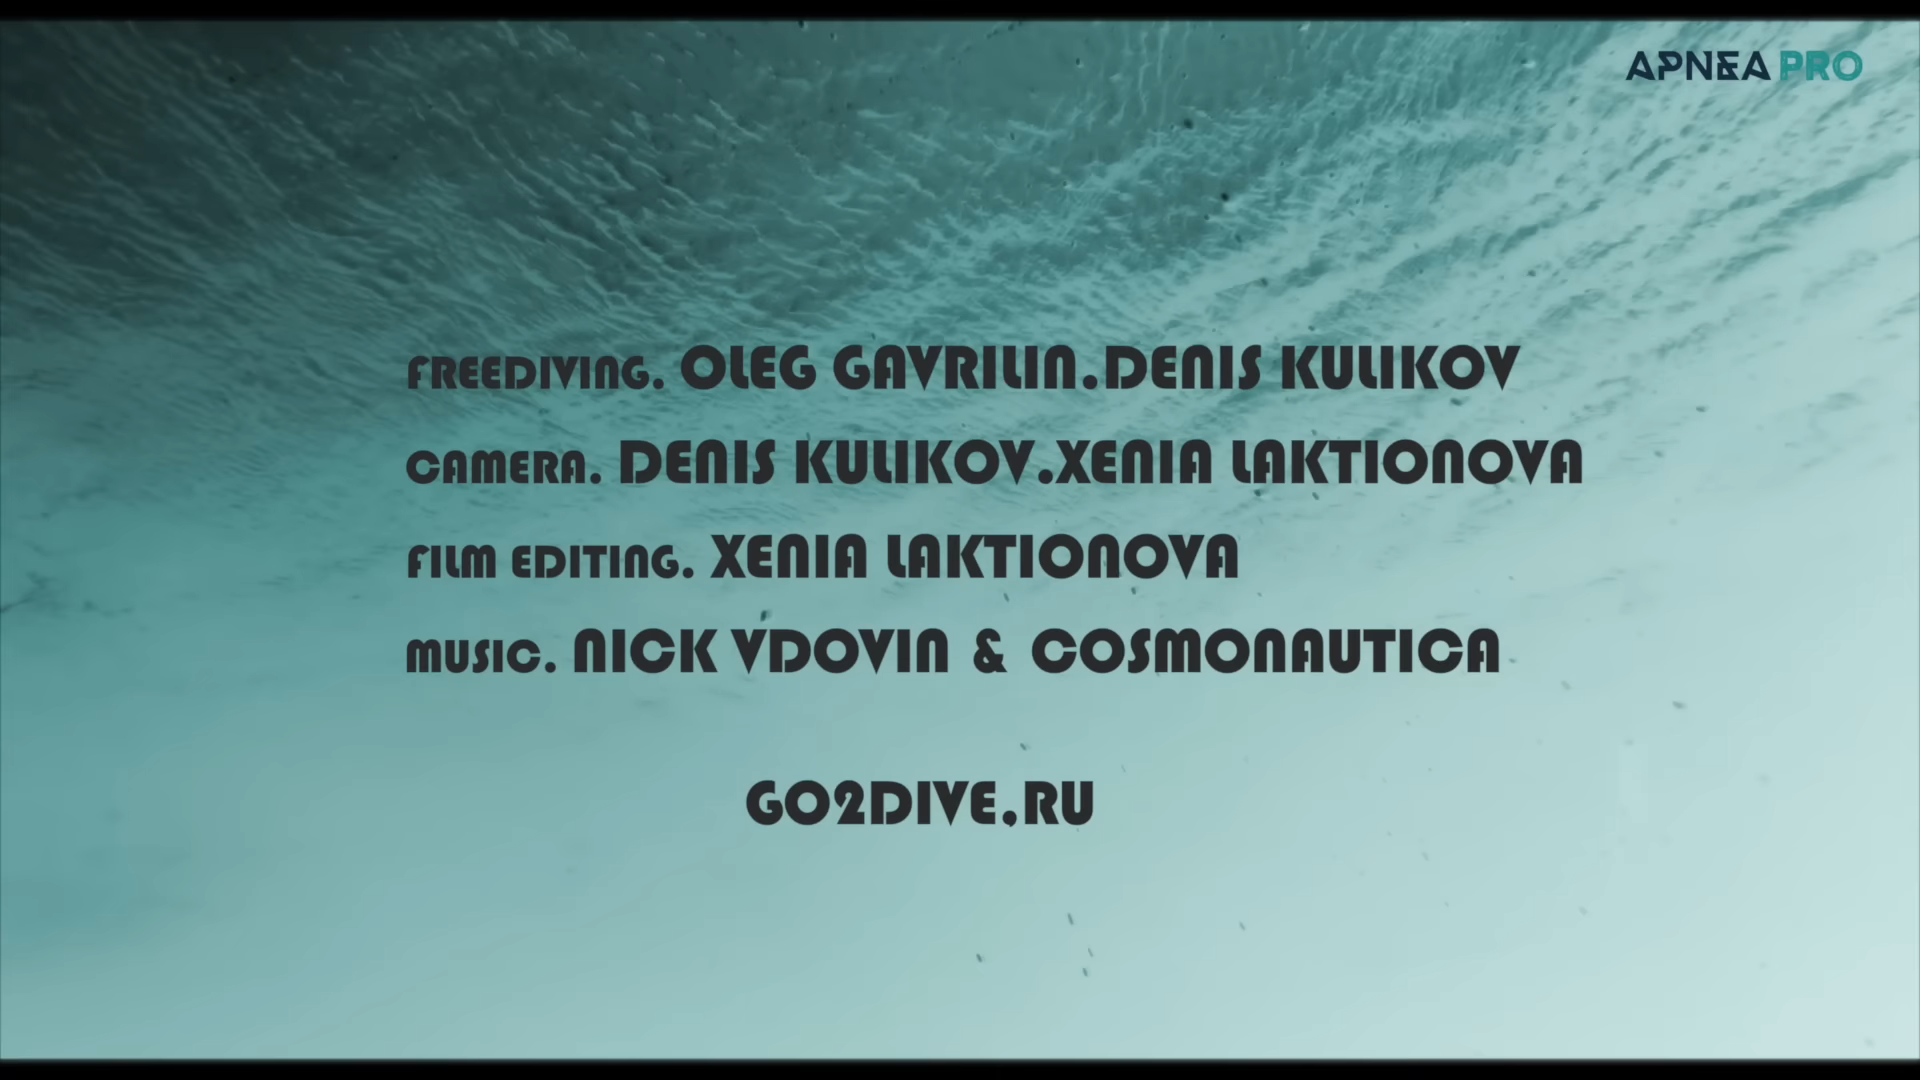 APNEA PRO
FREEDIVING. OLEG GAVRILIN.DENIS KULIKOV
CAMERA. DENIS KULIKOV.XENIA LAKTIONOVA
FILM EDITING. XENIA LAKTIONOVA
MUSIC. NICK VDOVIN & COSMONAUTICA
GO2DIVE.RU